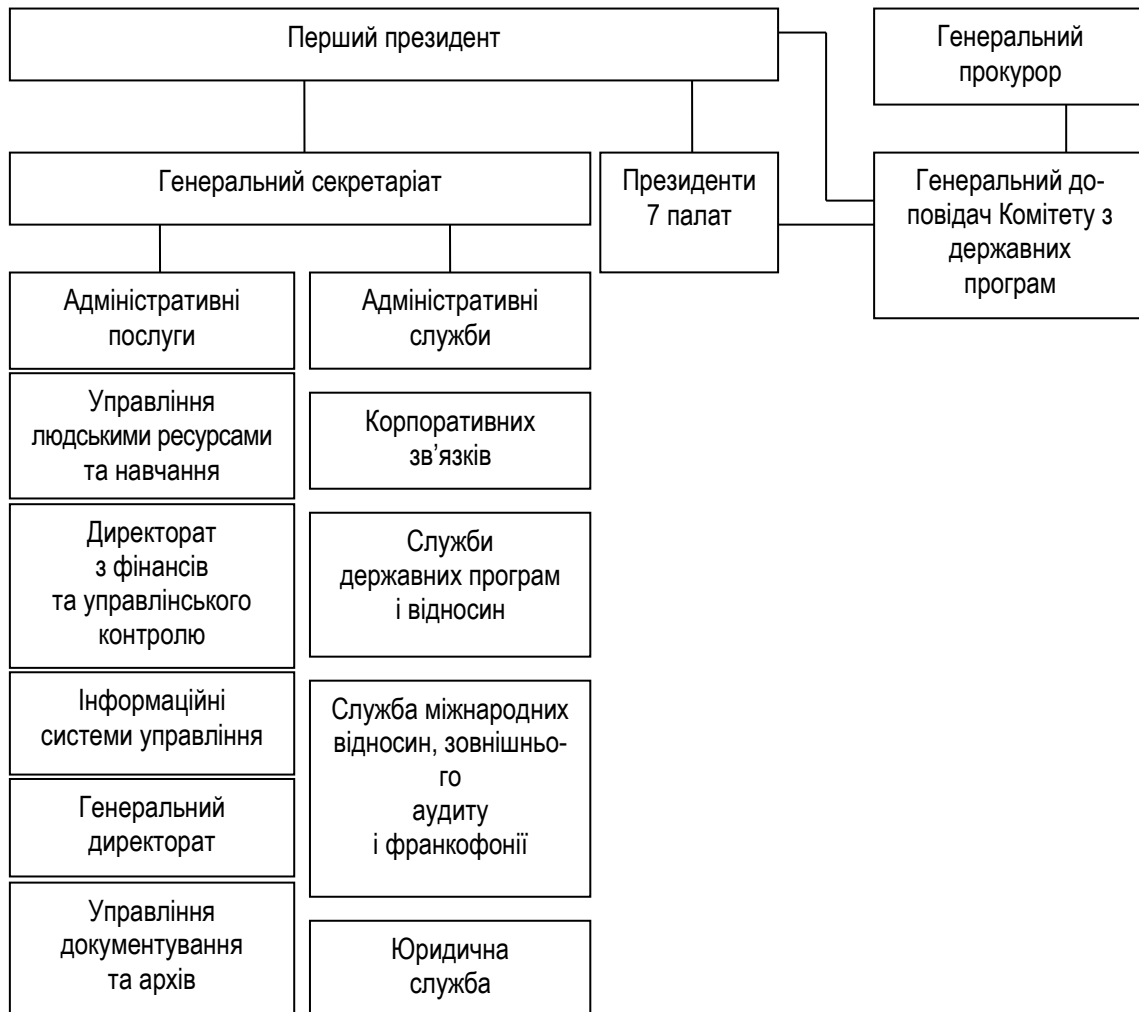 Перший президент
Генеральний
прокурор
Генеральний секретаріат
Президенти
7 палат
Генеральний до-
повідач Комітету з
державних
програм
Адміністративні
послуги
Адміністративні
служби
Управління
людськими ресурсами
та навчання
Корпоративних
зв’язків
Директорат
з фінансів
та управлінського
контролю
Служби
державних програм
і відносин
Інформаційні
системи управління
Служба міжнародних
відносин, зовнішньо-
го
аудиту
і франкофонії
Генеральний
директорат
Управління
документування
та архів
Юридична
служба